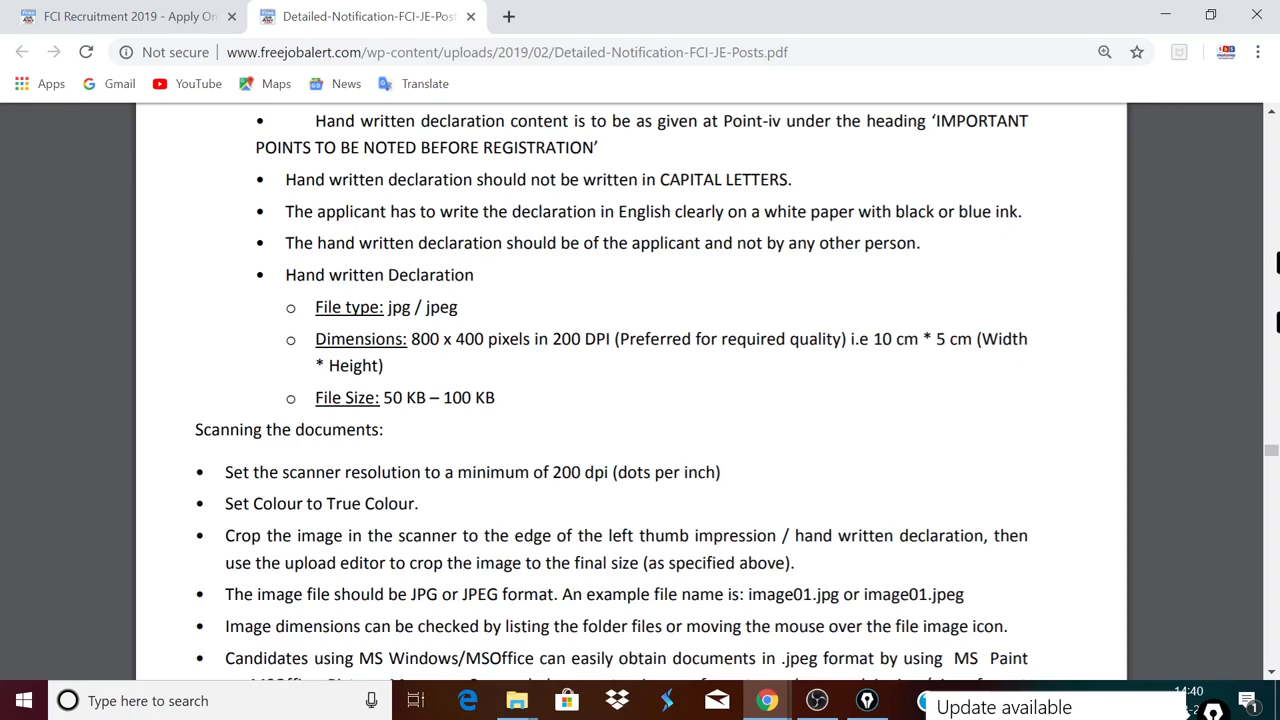 FCI Recruitment 2019 - Apply On
Detailed-Notification-FCI-JE-Post
Not secure | www.freejobalert.com/wp-content/uploads/2019/02/Detailed-Notification-FCI-JE-Posts.pdf
Apps Gmail YouTube Maps News Translate
• Hand written declaration content is to be as given at Point-iv under the heading ‘IMPORTANT
POINTS TO BE NOTED BEFORE REGISTRATION’
• Hand written declaration should not be written in CAPITAL LETTERS.
• The applicant has to write the declaration in English clearly on a white paper with black or blue ink.
• The hand written declaration should be of the applicant and not by any other person.
• Hand written Declaration
o File type: jpg / jpeg
o Dimensions: 800 x 400 pixels in 200 DPI (Preferred for required quality) i.e 10 cm * 5 cm (Width
* Height)
o File Size: 50 KB – 100 KB
Scanning the documents:
• Set the scanner resolution to a minimum of 200 dpi (dots per inch)
• Set Colour to True Colour.
• Crop the image in the scanner to the edge of the left thumb impression / hand written declaration, then
use the upload editor to crop the image to the final size (as specified above).
• The image file should be JPG or JPEG format. An example file name is: image01.jpg or image01.jpeg
• Image dimensions can be checked by listing the folder files or moving the mouse over the file image icon.
• Candidates using MS Windows/MSOffice can easily obtain documents in .jpeg format by using MS Paint
Type here to search
14:40
Update available
1